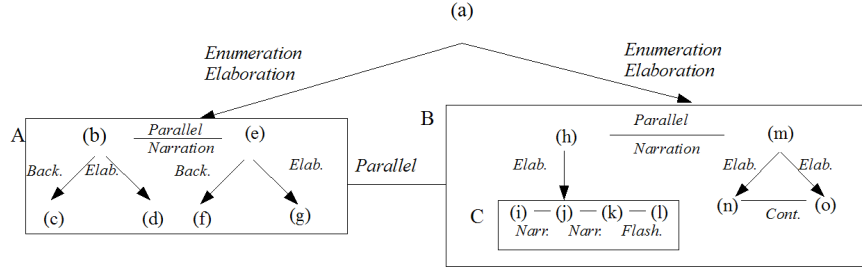 (a)
Enumeration
Elaboration
Enumeration
Elaboration
A
(b)
Parallel
Narration
(e)
Back.
Elab.
Back.
Elab.
(c)
(d)
(f)
(g)
Parallel
B
(h)
Parallel
Narration
(m)
Elab.
Elab.
Elab.
C
(i)
(j)
(k)
(l)
Narr.
Narr.
Flash.
(n)
Cont.
(o)